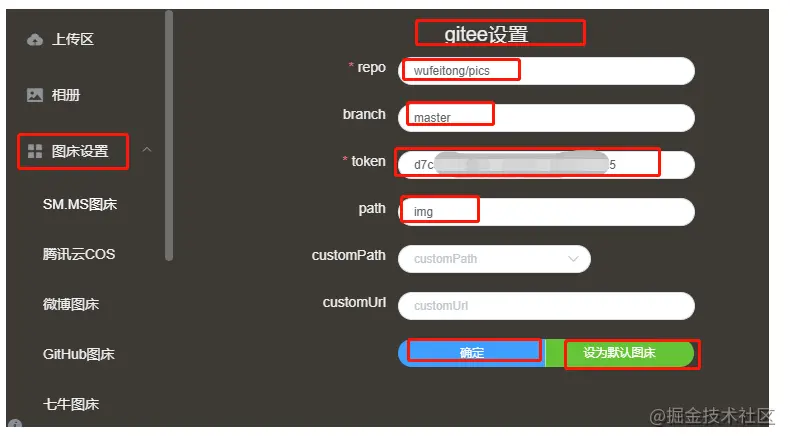 上传区
相册
图床设置
SM.MS图床
腾讯云COS
微博图床
GitHub图床
七牛图床
gitee设置
* repo wufeitong/pics
branch master
* token d7c 5
path img
customPath customPath
customUrl customUrl
确定 设为默认图床
@掘金技术社区